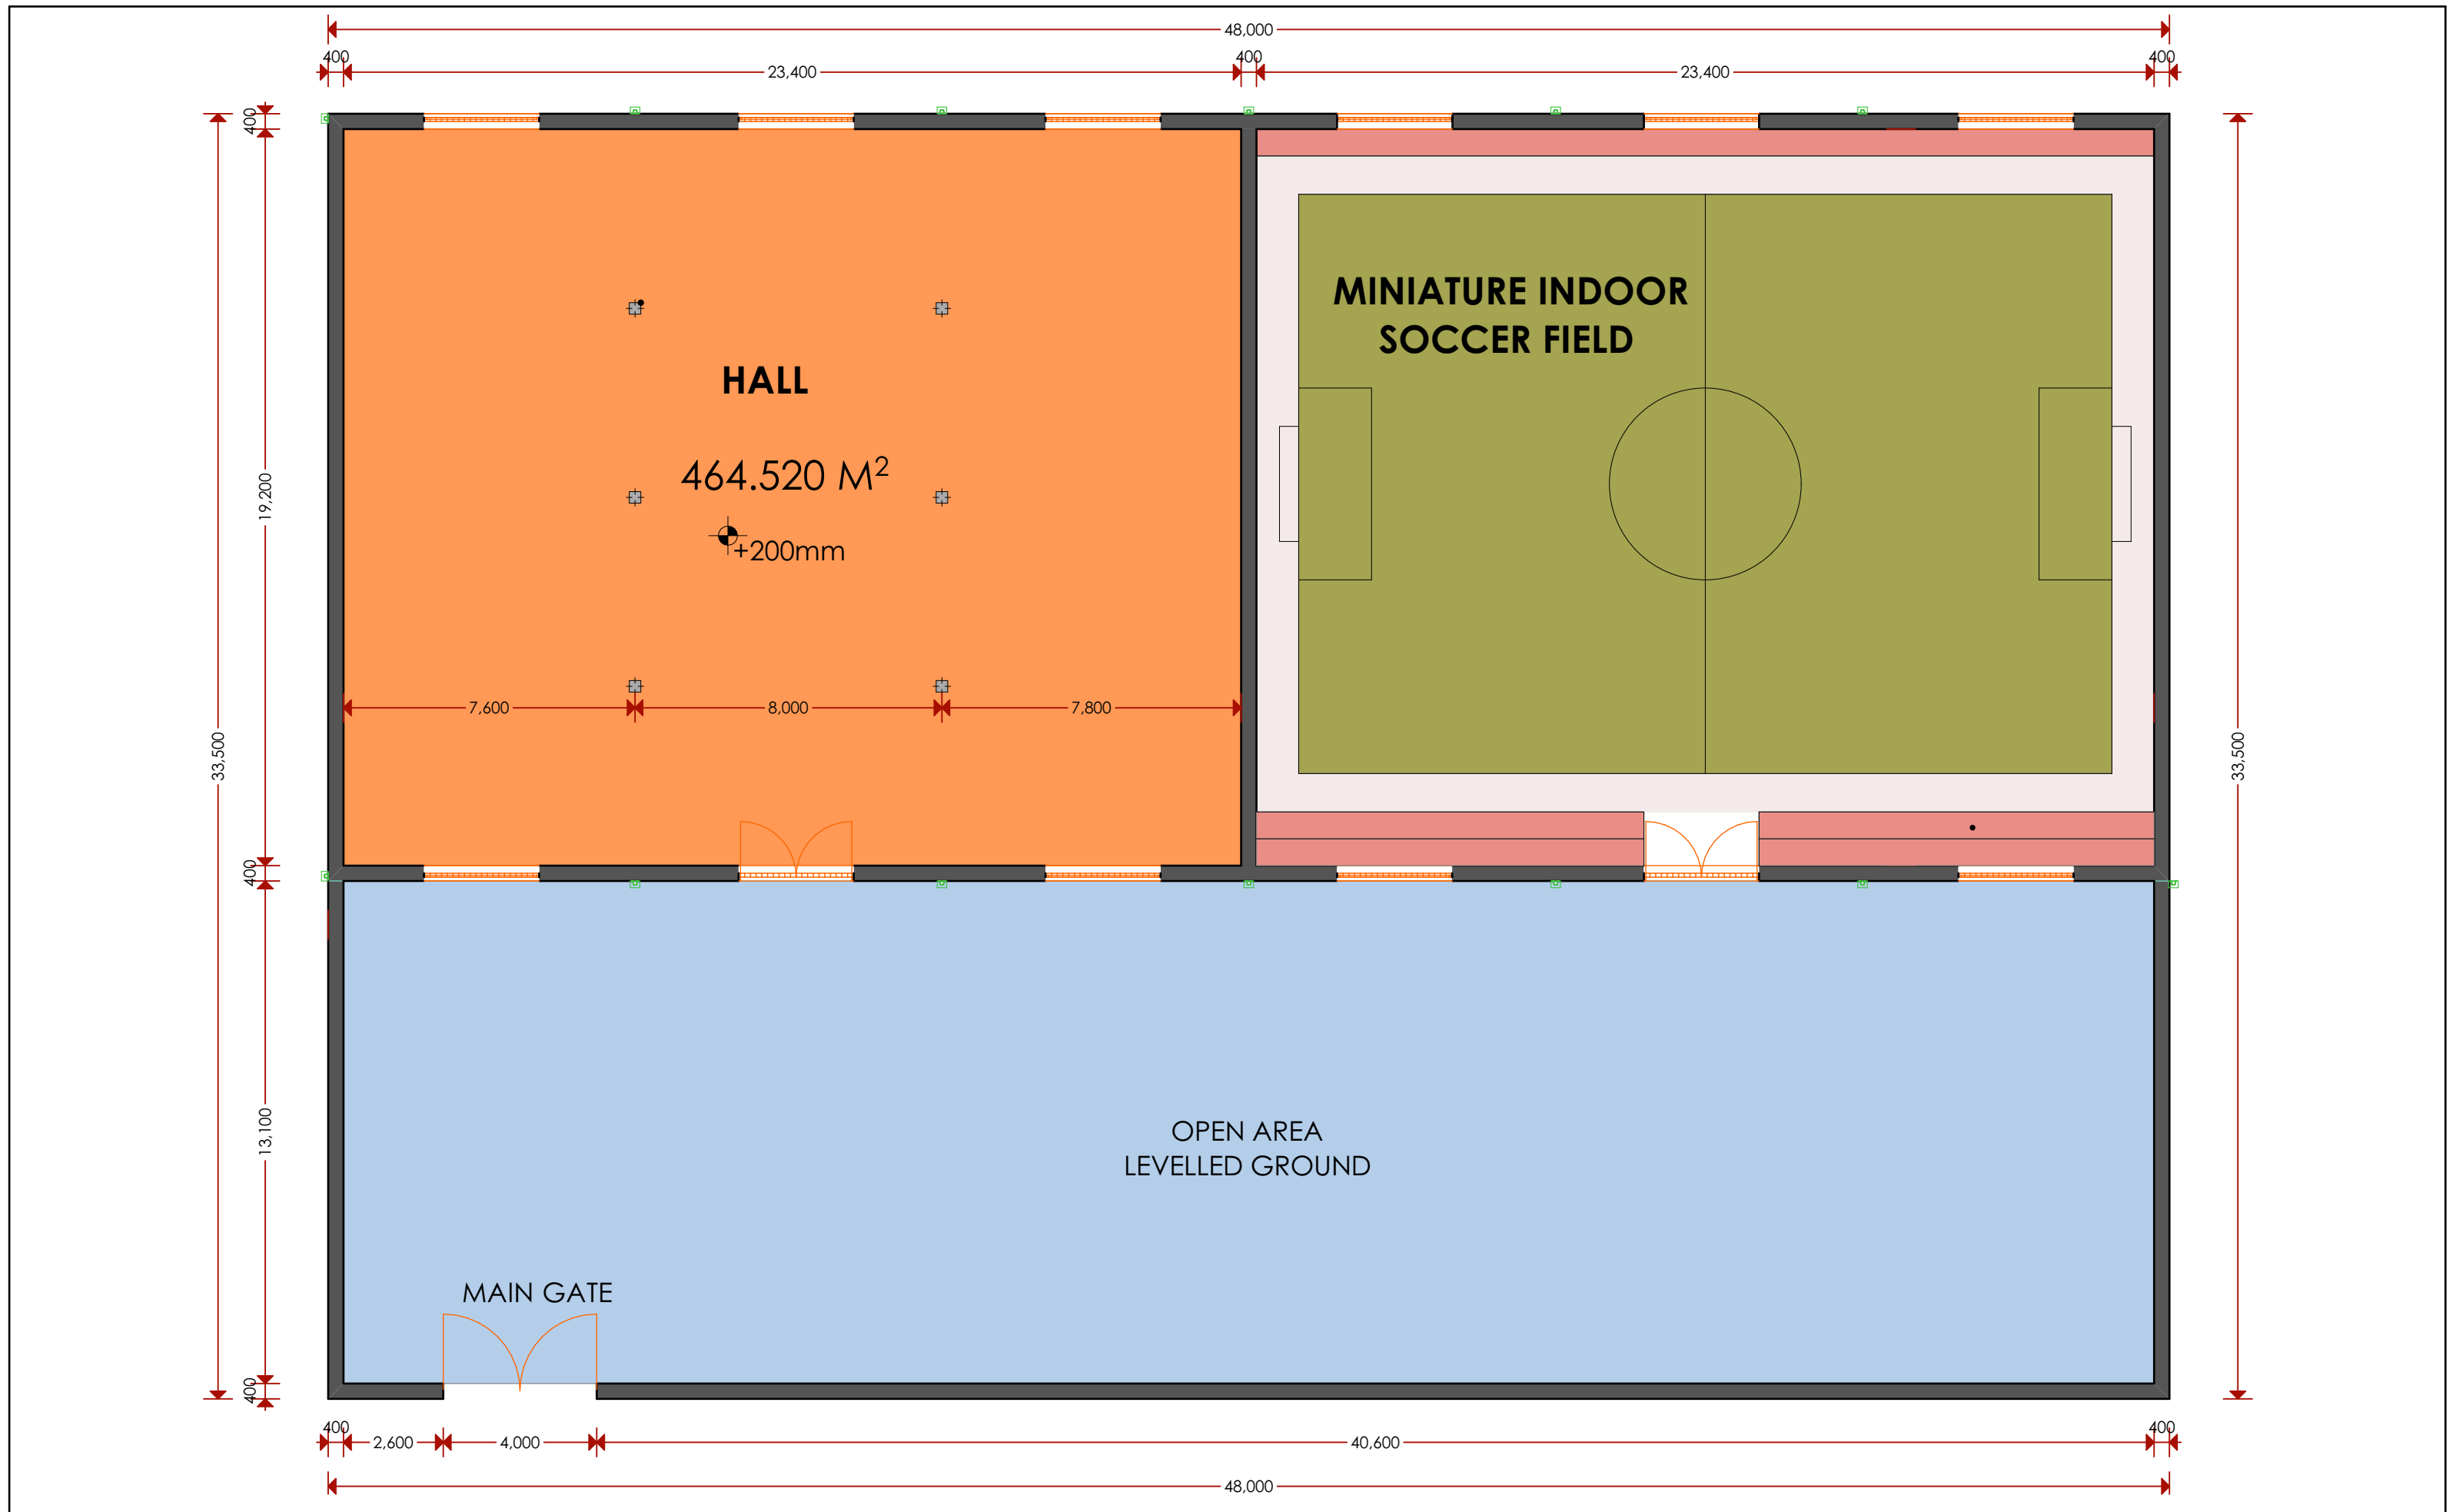 48,000
400
400
400
23,400
23,400
400
19,200
33,500
33,500
400
13,100
400
MINIATURE INDOOR
SOCCER FIELD
HALL
464.520 M²
+200mm
7,600
8,000
7,800
OPEN AREA
LEVELLED GROUND
MAIN GATE
400
400
2,600
4,000
40,600
48,000